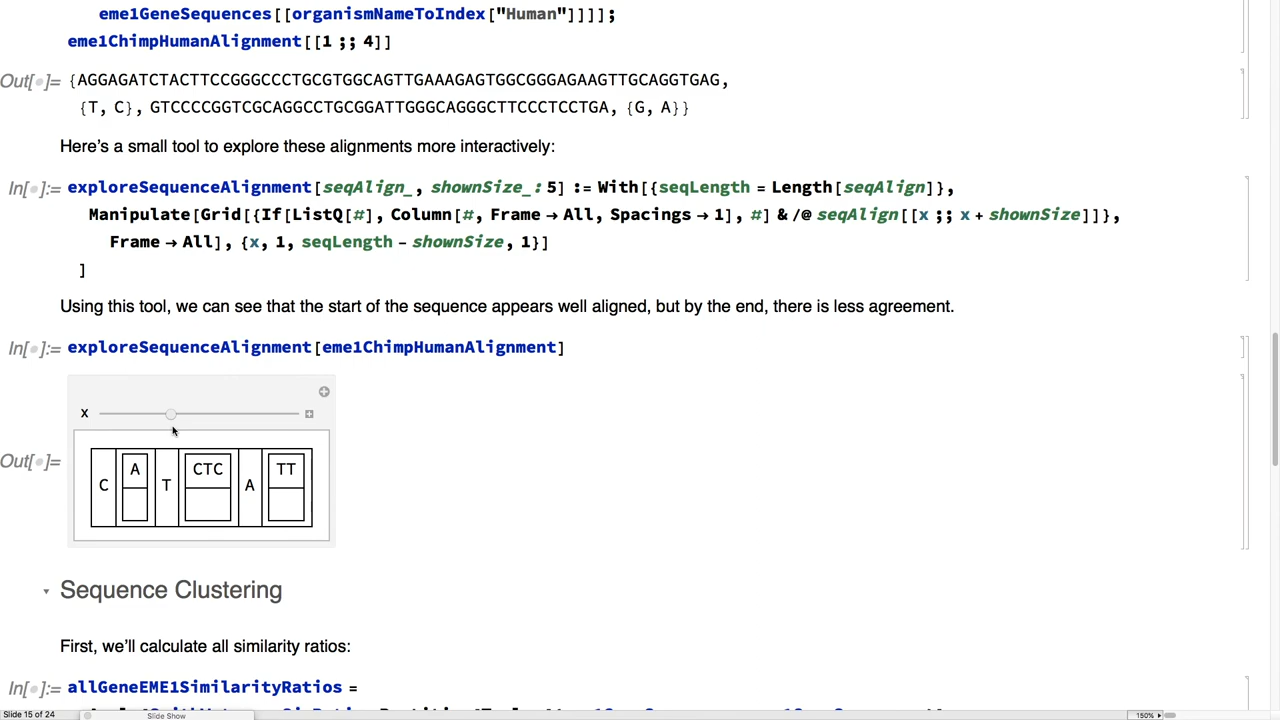 eme1GeneSequences[[organismNameToIndex["Human"]]]];
eme1ChimpHumanAlignment[[1 ;; 4]]
Out[•]= {AGGAGATCTACTTCCGGGCCCTGCGTGGCAGTTGAAAGAGTGGCGGGAGAAGTTGCAGGTGAG,
{T, C}, GTCCCCGGTCGCAGGCCTGCGGATTGGGCAGGGCTTCCCTCCTGA, {G, A}}
Here's a small tool to explore these alignments more interactively:
In[•]:= exploreSequenceAlignment[seqAlign_, shownSize_: 5] := With[{seqLength = Length[seqAlign]},
Manipulate[Grid[{If[ListQ[#], Column[#, Frame → All, Spacings → 1], #] & /@ seqAlign[[x ;; x + shownSize]]},
Frame → All], {x, 1, seqLength - shownSize, 1}]
]
Using this tool, we can see that the start of the sequence appears well aligned, but by the end, there is less agreement.
In[•]:= exploreSequenceAlignment[eme1ChimpHumanAlignment]
x
Out[•]=
C A T CTC A TT
Sequence Clustering
First, we'll calculate all similarity ratios:
In[•]:= allGeneEME1SimilarityRatios =
Slide 15 of 24
Slide Show
150%